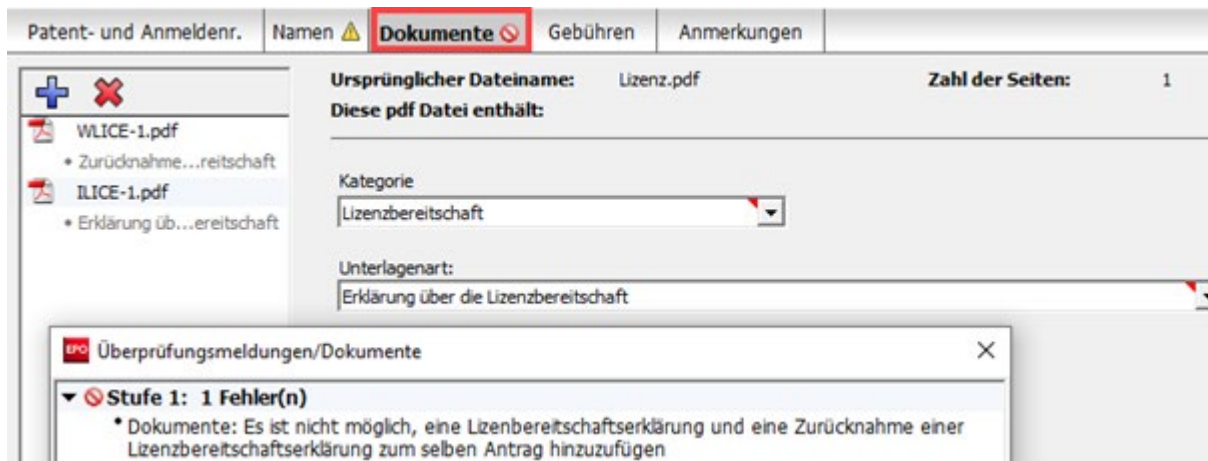 Patent- und Anmeldenr. Namen Dokumente Gebühren Anmerkungen
Ursprünglicher Dateiname: Lizenz.pdf Zahl der Seiten: 1
Diese pdf Datei enthält:
WLICE-1.pdf
• Zurücknahme...reitschaft
ILICE-1.pdf
• Erklärung üb...ereitschaft
Kategorie
Lizenzbereitschaft
Unterlagenart:
Erklärung über die Lizenzbereitschaft
EPO Überprüfungsmeldungen/Dokumente
Stufe 1: 1 Fehler(n)
• Dokumente: Es ist nicht möglich, eine Lizenbereitschaftserklärung und eine Zurücknahme einer
Lizenzbereitschaftserklärung zum selben Antrag hinzuzufügen